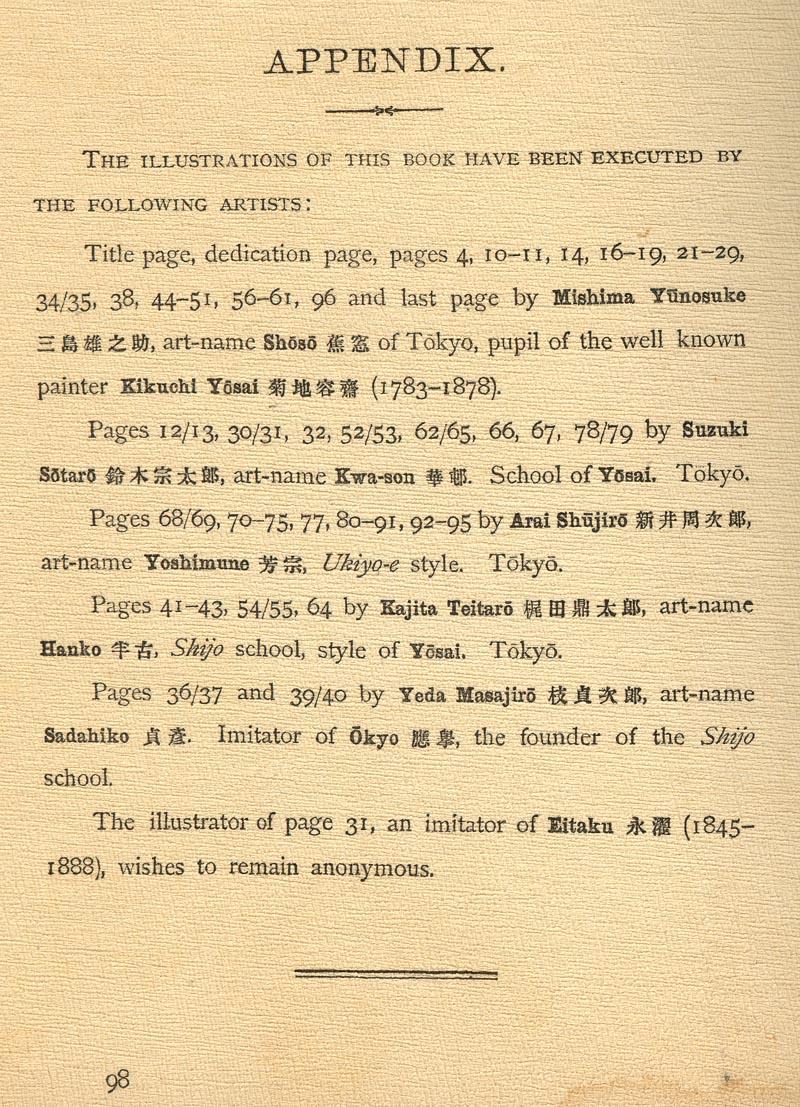 APPENDIX.
THE ILLUSTRATIONS OF THIS BOOK HAVE BEEN EXECUTED BY
THE FOLLOWING ARTISTS:
Title page, dedication page, pages 4, 10–11, 14, 16–19, 21–29,
34/35, 38, 44–51, 56–61, 96 and last page by Mishima Yūnosuke
三島雄之助, art-name Shōsō 蕉窓 of Tōkyo, pupil of the well known
painter Kikuchi Yōsai 菊地容齋 (1783–1878).
Pages 12/13, 30/31, 32, 52/53, 62/65, 66, 67, 78/79 by Suzuki
Sōtarō 鈴木宗太郎, art-name Kwa-son 華邨. School of Yōsai. Tōkyō.
Pages 68/69, 70–75, 77, 80–91, 92–95 by Arai Shūjirō 新井周次郎,
art-name Yoshimune 芳宗, Ukiyo-e style. Tōkyō.
Pages 41–43, 54/55, 64 by Kajita Teitarō 梶田鼎太郎, art-name
Hanko 半古, Shijo school, style of Yōsai. Tōkyō.
Pages 36/37 and 39/40 by Yeda Masajirō 枝貞次郎, art-name
Sadahiko 貞彥. Imitator of Ōkyo 應擧, the founder of the Shijo
school.
The illustrator of page 31, an imitator of Eitaku 永濯 (1845–
1888), wishes to remain anonymous.
98